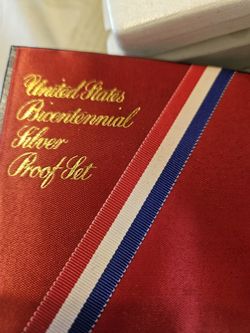 United States
Bicentennial
Silver
Proof Set